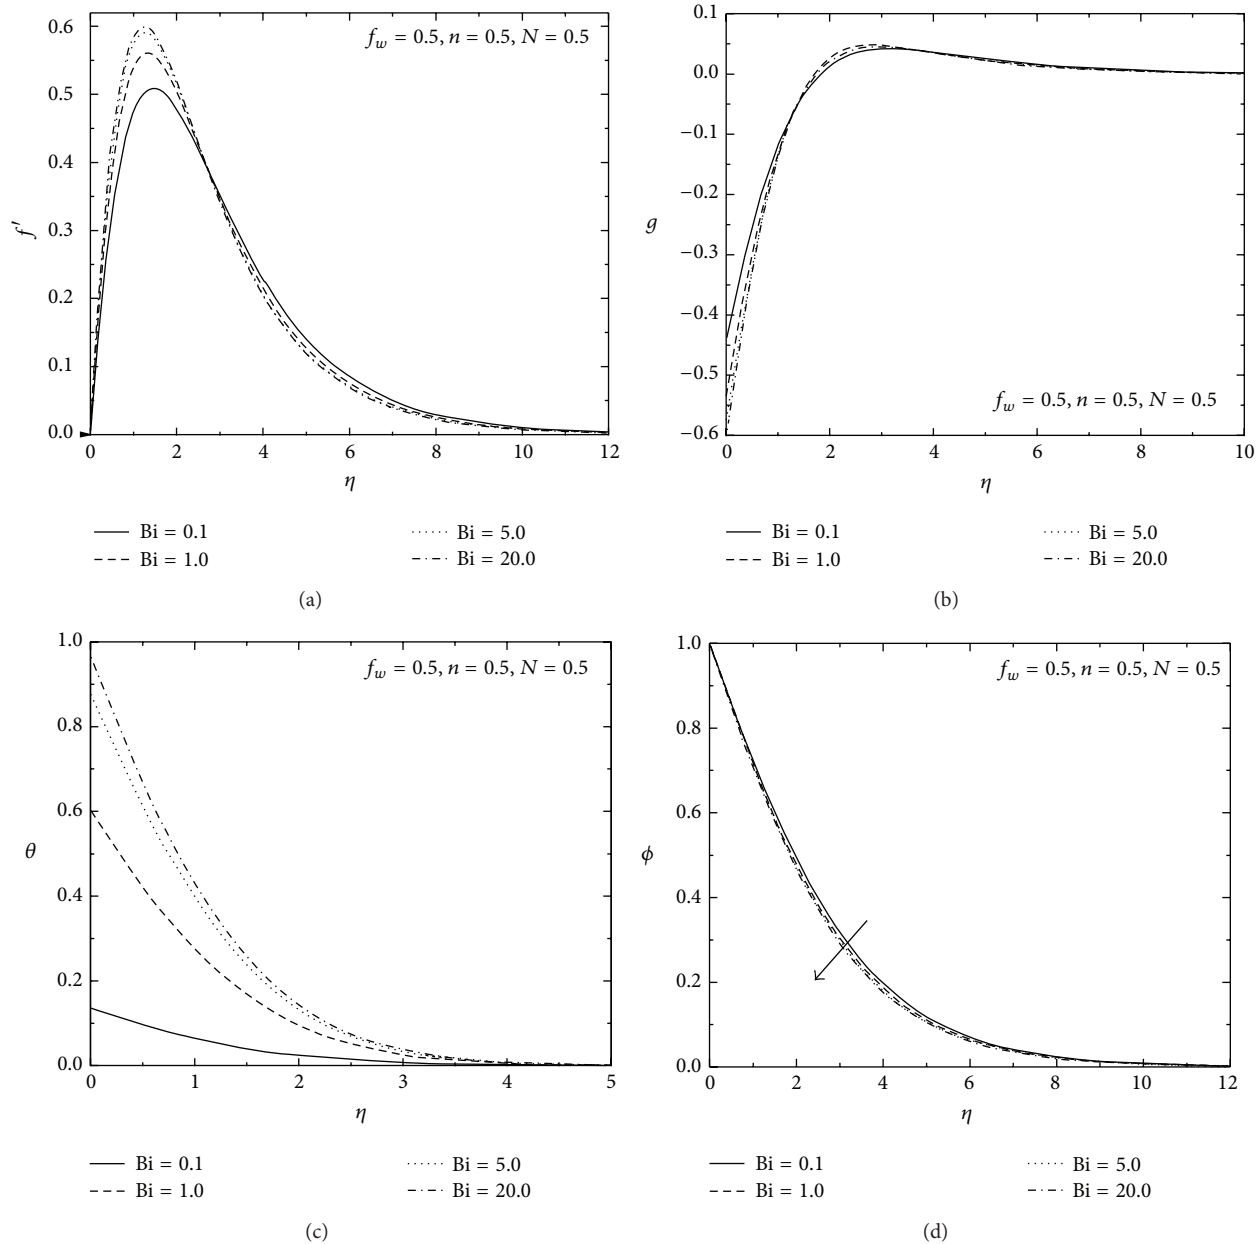 0.6
0.5
0.4
0.3
0.2
0.1
0.0
f′
f_w = 0.5, n = 0.5, N = 0.5
0 2 4 6 8 10 12
η
Bi = 0.1
Bi = 1.0
Bi = 5.0
Bi = 20.0
(a)
0.1
0.0
−0.1
−0.2
−0.3
−0.4
−0.5
−0.6
g
f_w = 0.5, n = 0.5, N = 0.5
0 2 4 6 8 10
η
Bi = 0.1
Bi = 1.0
Bi = 5.0
Bi = 20.0
(b)
1.0
0.8
0.6
0.4
0.2
0.0
θ
f_w = 0.5, n = 0.5, N = 0.5
0 1 2 3 4 5
η
Bi = 0.1
Bi = 1.0
Bi = 5.0
Bi = 20.0
(c)
1.0
0.8
0.6
0.4
0.2
0.0
ϕ
f_w = 0.5, n = 0.5, N = 0.5
0 2 4 6 8 10 12
η
Bi = 0.1
Bi = 1.0
Bi = 5.0
Bi = 20.0
(d)